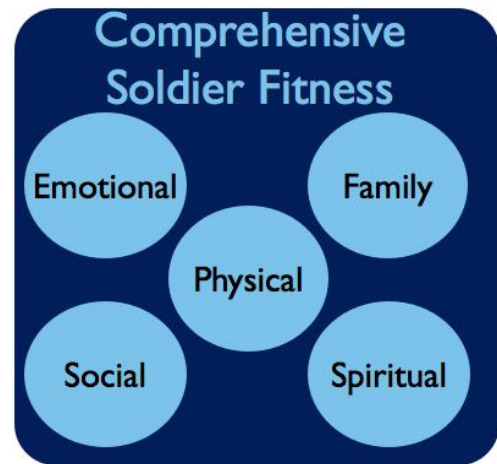 Comprehensive
Soldier Fitness
Emotional
Family
Physical
Social
Spiritual